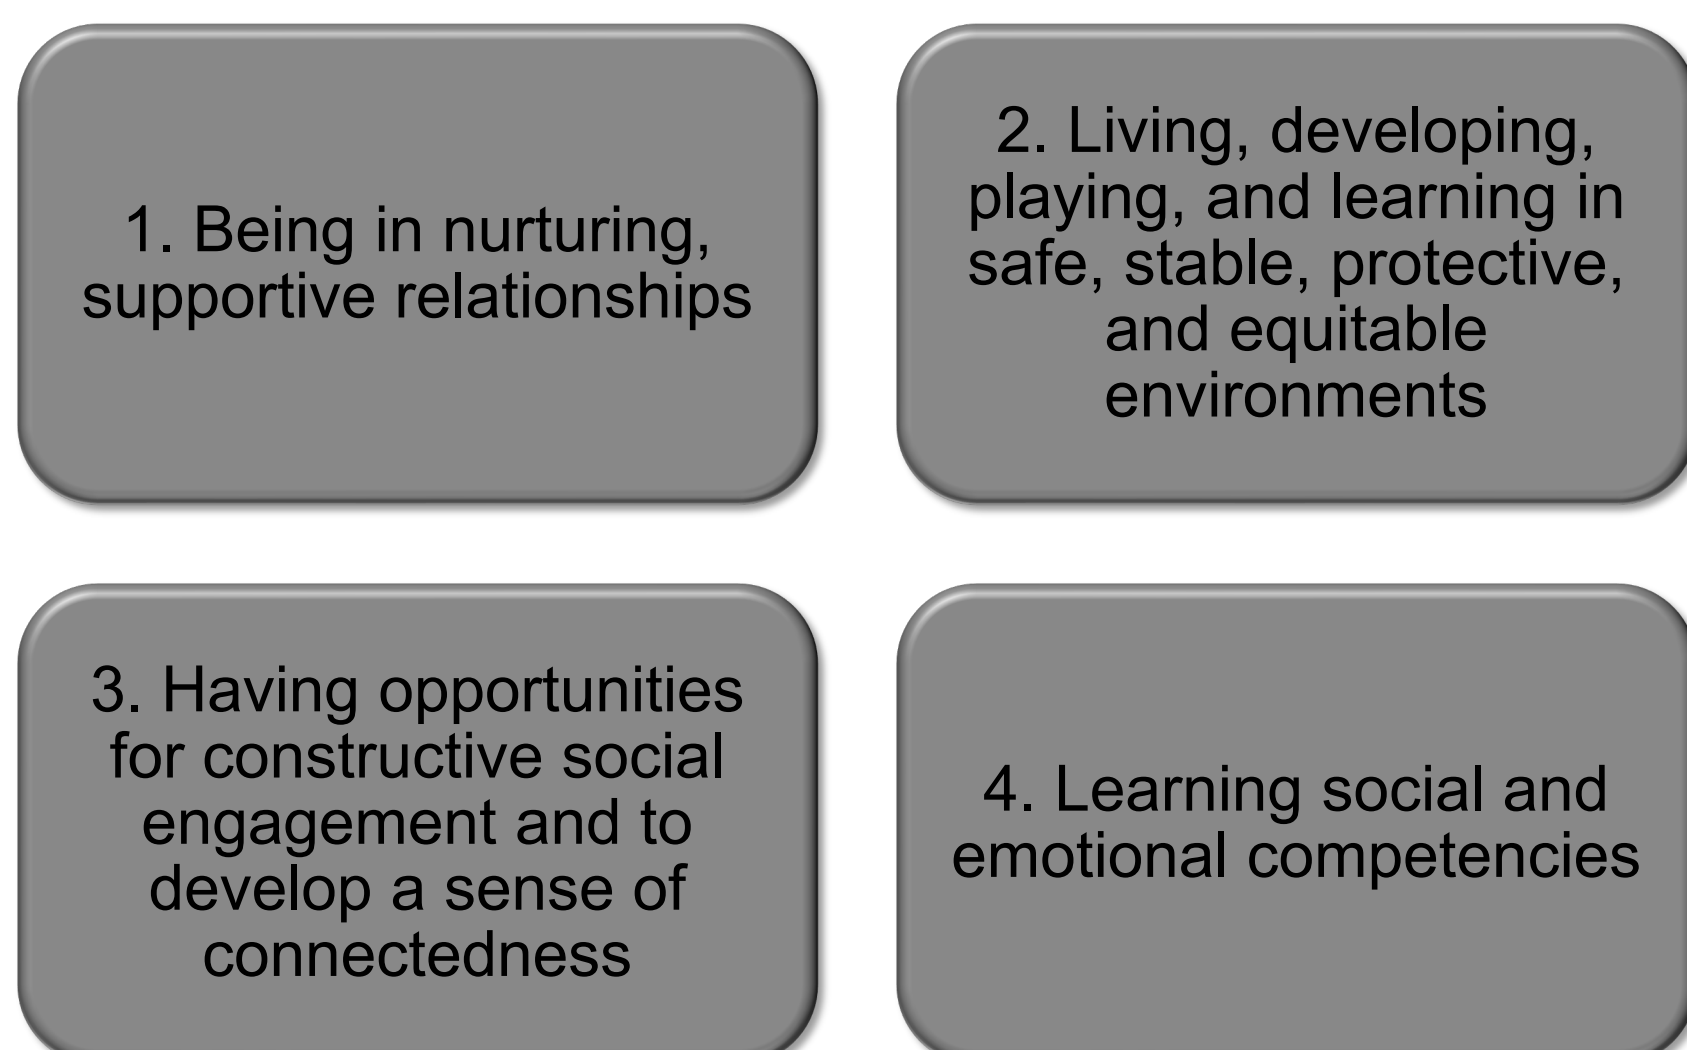 1. Being in nurturing,
supportive relationships
2. Living, developing,
playing, and learning in
safe, stable, protective,
and equitable
environments
3. Having opportunities
for constructive social
engagement and to
develop a sense of
connectedness
4. Learning social and
emotional competencies